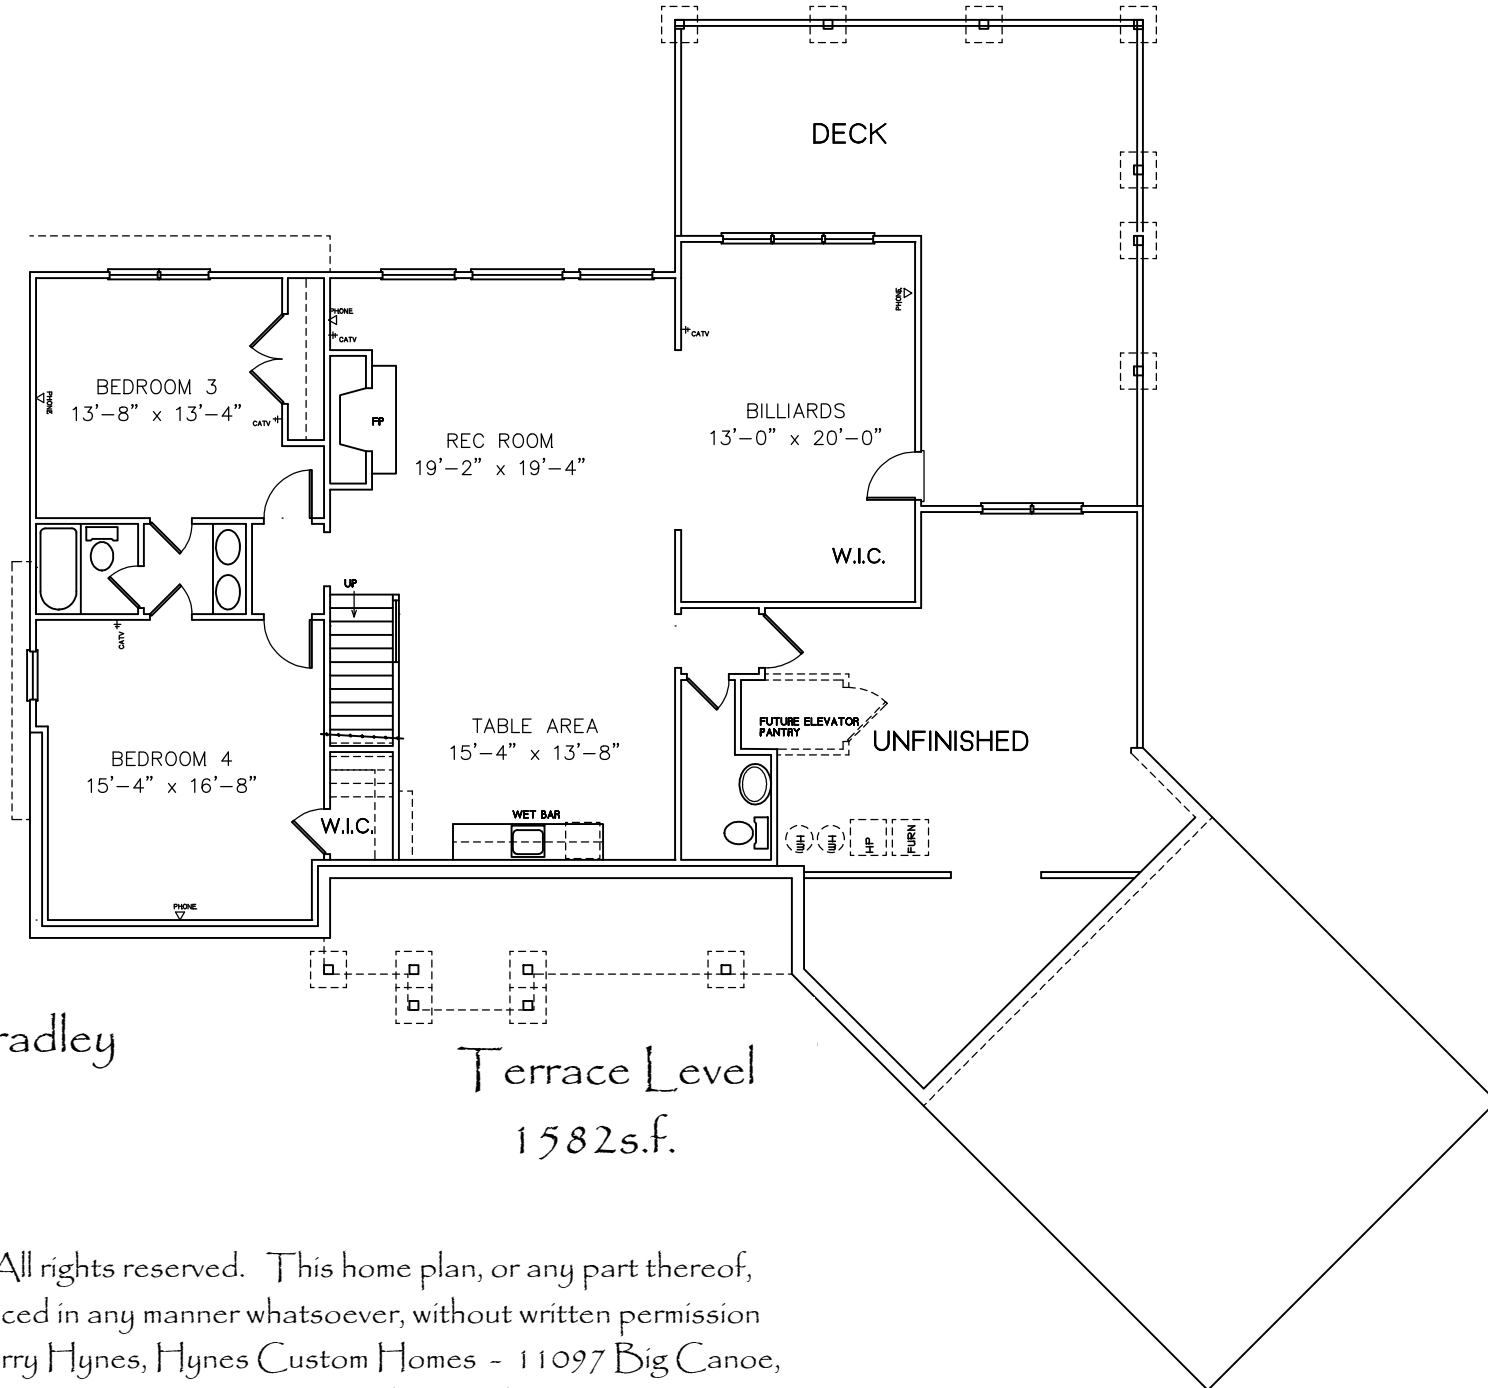 DECK
PHONE
CATV
CATV
PHONE
BEDROOM 3
13'-8" x 13'-4"
PHONE
CATV
FP
BILLIARDS
13'-0" x 20'-0"
REC ROOM
19'-2" x 19'-4"
W.I.C.
UP
CATV
TABLE AREA
15'-4" x 13'-8"
FUTURE ELEVATOR
PANTRY
UNFINISHED
BEDROOM 4
15'-4" x 16'-8"
W.I.C.
WET BAR
WH
WH
HP
FURN
PHONE
radley
Terrace Level
1582s.f.
All rights reserved. This home plan, or any part thereof,
ced in any manner whatsoever, without written permission
rry Hynes, Hynes Custom Homes - 11097 Big Canoe,